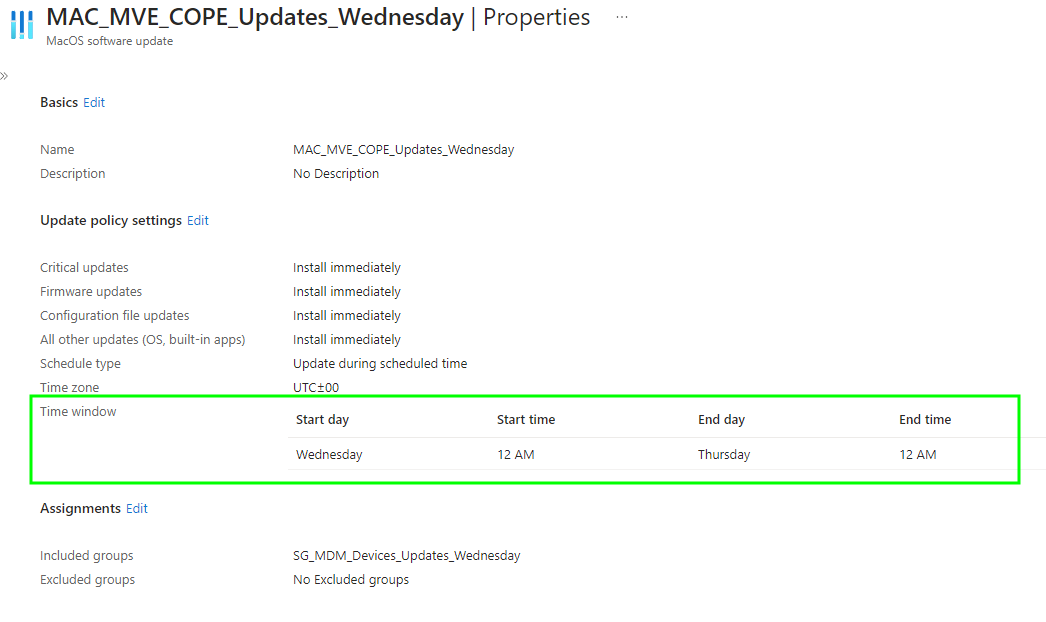 MAC_MVE_COPE_Updates_Wednesday | Properties ...
MacOS software update
»
Basics Edit
Name MAC_MVE_COPE_Updates_Wednesday
Description No Description
Update policy settings Edit
Critical updates Install immediately
Firmware updates Install immediately
Configuration file updates Install immediately
All other updates (OS, built-in apps) Install immediately
Schedule type Update during scheduled time
Time zone UTC±00
Time window
Start day Start time End day End time
Wednesday 12 AM Thursday 12 AM
Assignments Edit
Included groups SG_MDM_Devices_Updates_Wednesday
Excluded groups No Excluded groups